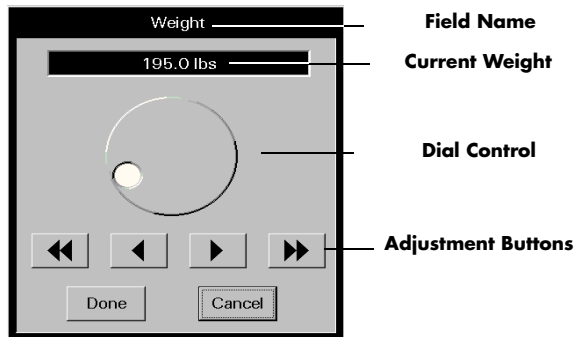 Weight
Field Name
195.0 lbs
Current Weight
Dial Control
Adjustment Buttons
Done
Cancel